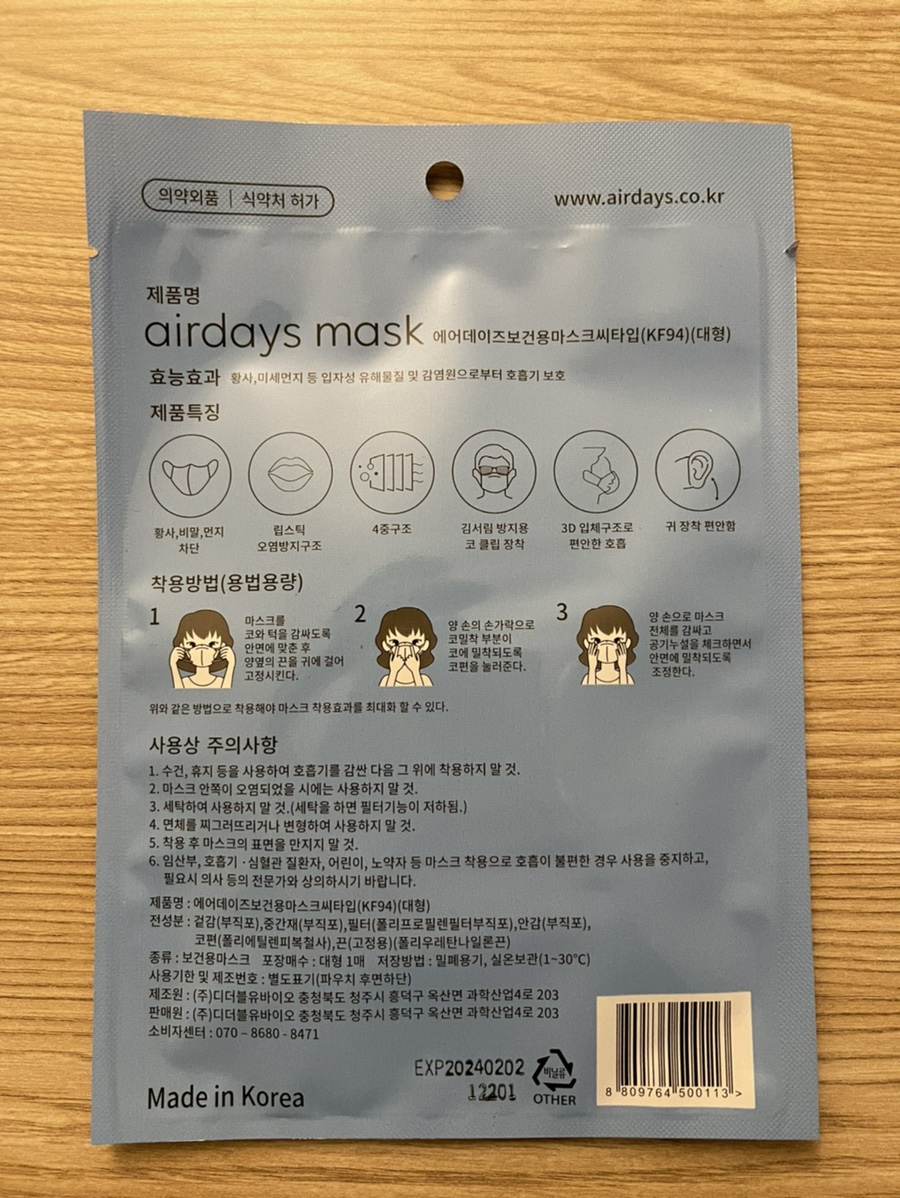 의약외품 | 식약처 허가
www.airdays.co.kr
제품명
airdays mask 에어데이즈보건용마스크씨타입(KF94)(대형)
효능효과 황사,미세먼지 등 입자성 유해물질 및 감염원으로부터 호흡기 보호
제품특징
황사,비말,먼지
차단
립스틱
오염방지구조
4중구조
김서림 방지용
코 클립 장착
3D 입체구조로
편안한 호흡
귀 장착 편안함
착용방법(용법용량)
1
마스크를
코와 턱을 감싸도록
안면에 맞춘 후
양옆의 끈을 귀에 걸어
고정시킨다.
2
양 손의 손가락으로
코밀착 부분이
코에 밀착되도록
코편을 눌러준다.
3
양 손으로 마스크
전체를 감싸고
공기누설을 체크하면서
안면에 밀착되도록
조정한다.
위와 같은 방법으로 착용해야 마스크 착용효과를 최대화 할 수 있다.
사용상 주의사항
1. 수건, 휴지 등을 사용하여 호흡기를 감싼 다음 그 위에 착용하지 말 것.
2. 마스크 안쪽이 오염되었을 시에는 사용하지 말 것.
3. 세탁하여 사용하지 말 것.(세탁을 하면 필터기능이 저하됨.)
4. 면체를 찌그러뜨리거나 변형하여 사용하지 말 것.
5. 착용 후 마스크의 표면을 만지지 말 것.
6. 임산부, 호흡기 · 심혈관 질환자, 어린이, 노약자 등 마스크 착용으로 호흡이 불편한 경우 사용을 중지하고,
필요시 의사 등의 전문가와 상의하시기 바랍니다.
제품명 : 에어데이즈보건용마스크씨타입(KF94)(대형)
전성분 : 겉감(부직포),중간재(부직포),필터(폴리프로필렌필터부직포),안감(부직포),
코편(폴리에틸렌피복철사),끈(고정용)(폴리우레탄나일론끈)
종류 : 보건용마스크 포장매수 : 대형 1매 저장방법 : 밀폐용기, 실온보관(1~30℃)
사용기한 및 제조번호 : 별도표기(파우치 후면하단)
제조원 : (주)디더블유바이오 충청북도 청주시 흥덕구 옥산면 과학산업4로 203
판매원 : (주)디더블유바이오 충청북도 청주시 흥덕구 옥산면 과학산업4로 203
소비자센터 : 070 – 8680 - 8471
Made in Korea
EXP20240202
12201
비닐류
OTHER
8 809764 500113 >